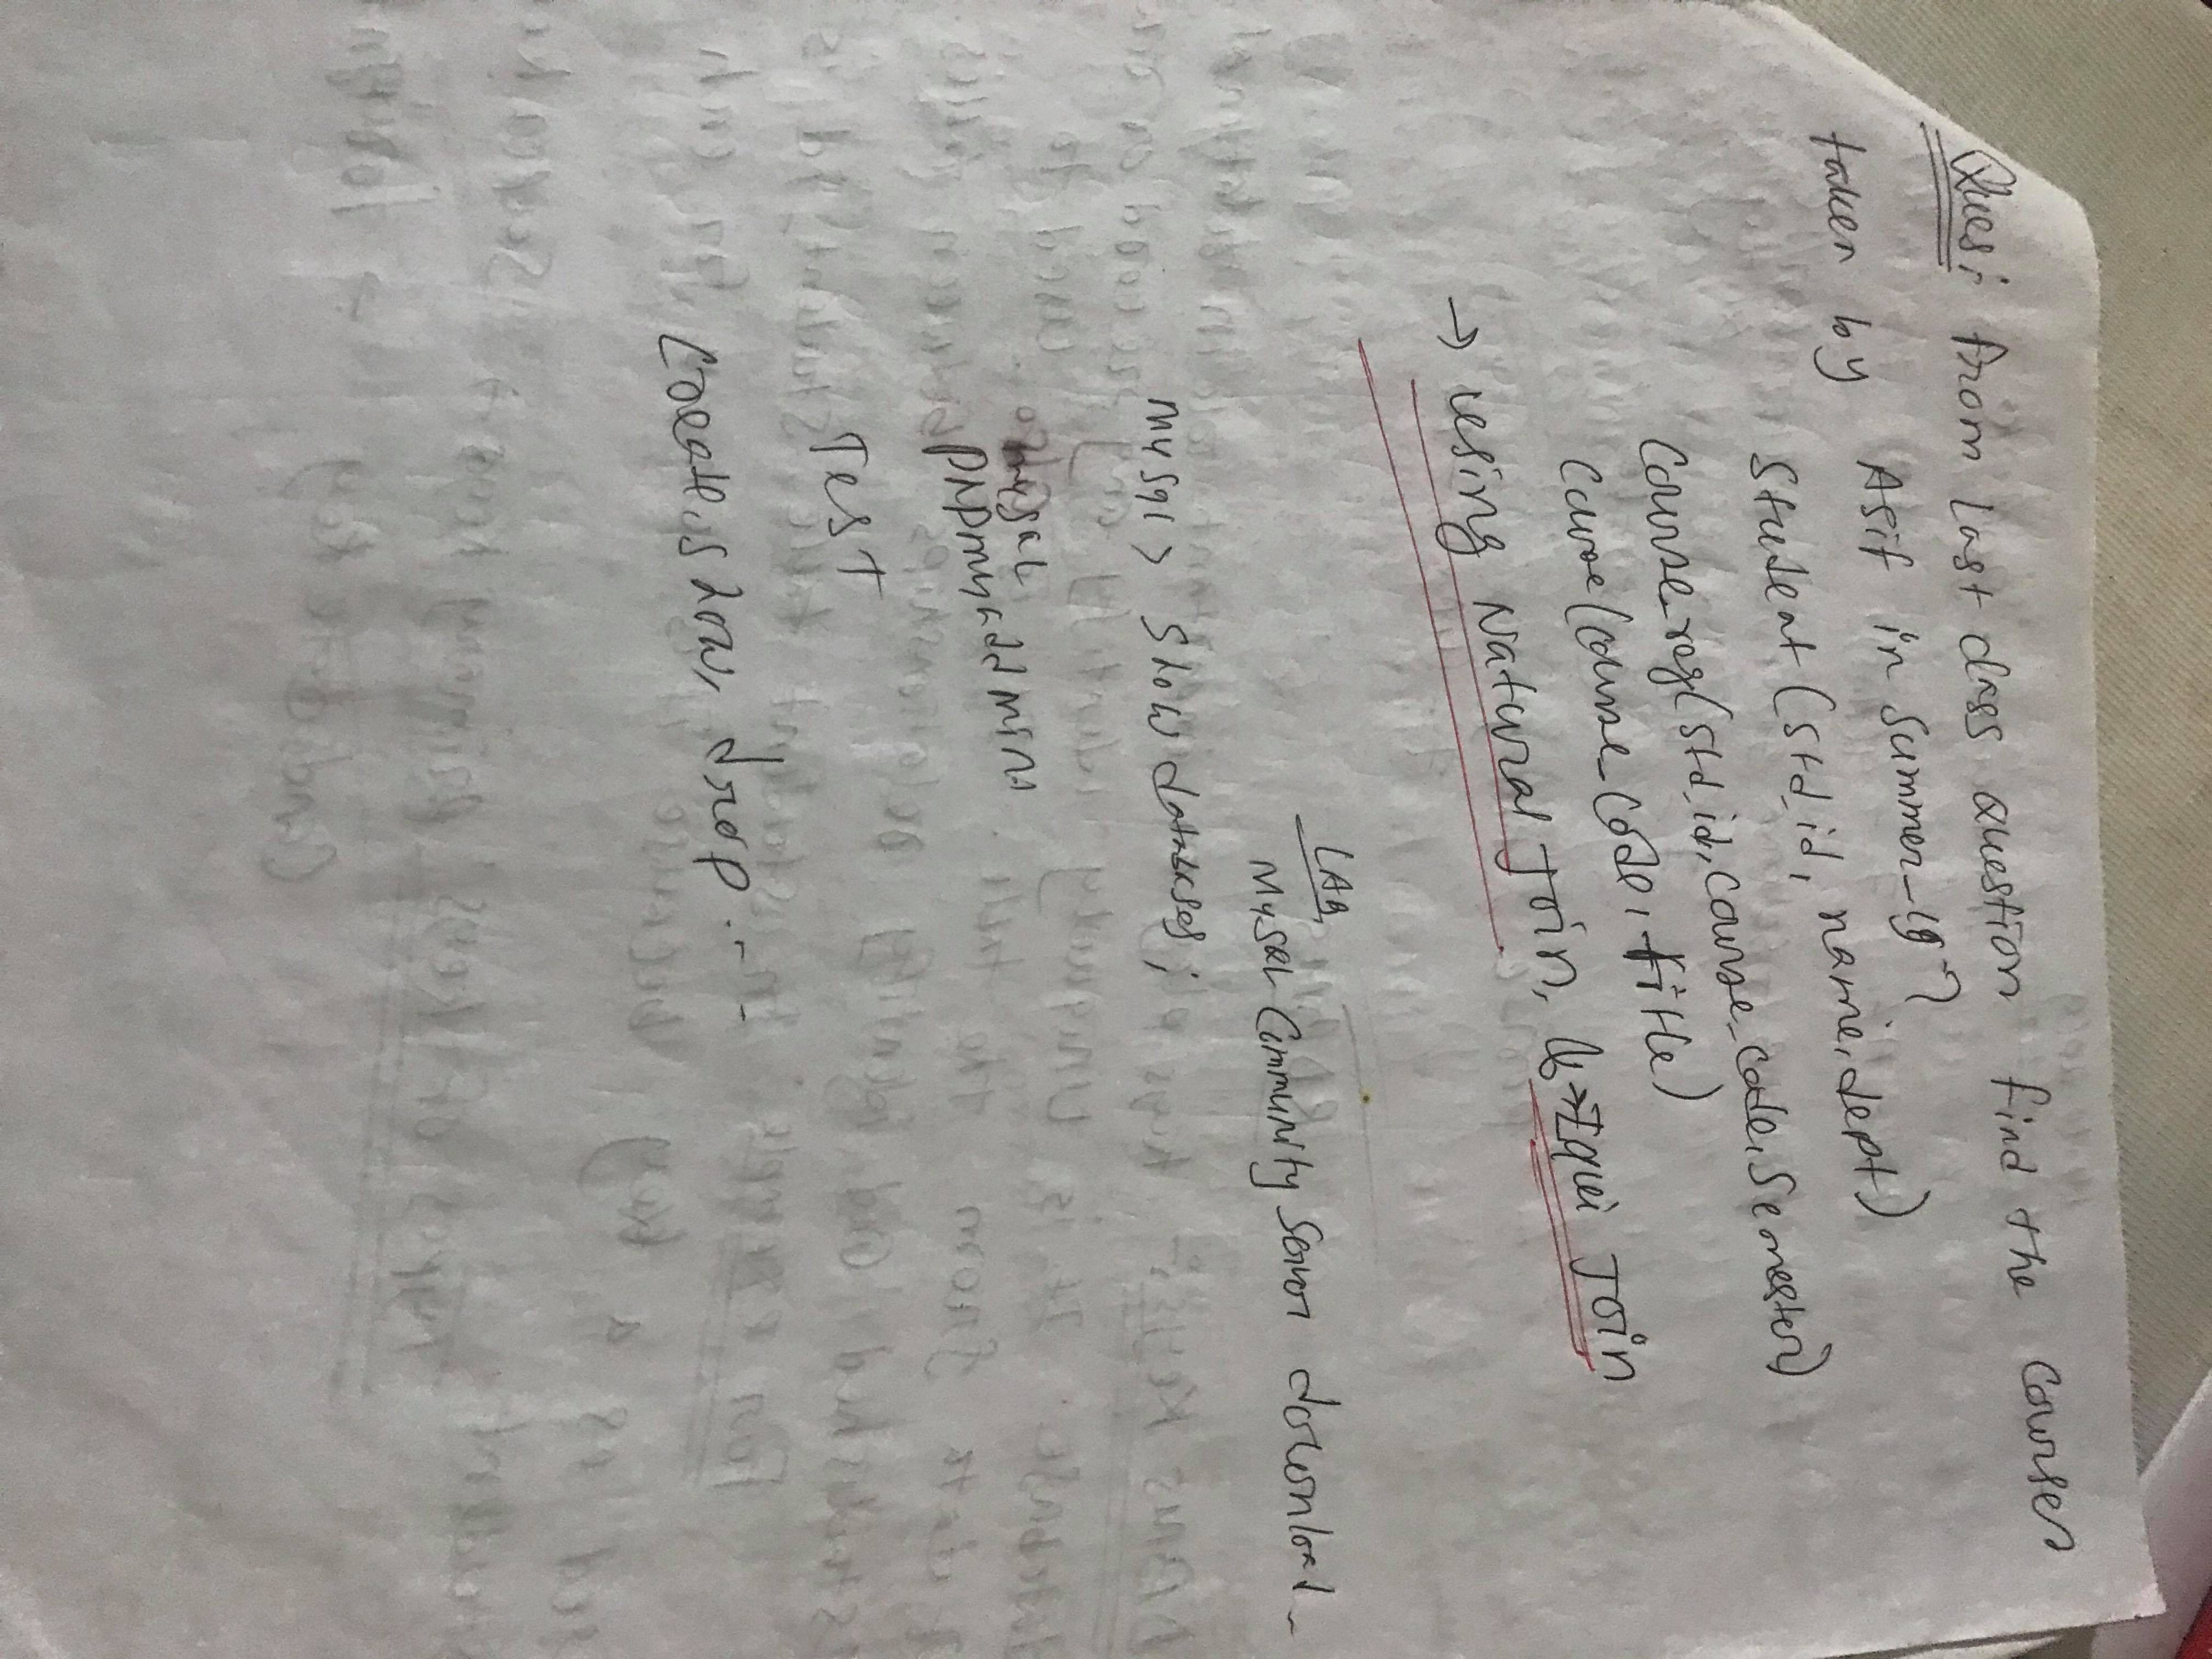 Ques: From Last class question find the courses
taken by Asif in Summer-19?
Student (std_id, name, dept)
Course_reg(std_id, course_code, Semester)
Course (course_code, title)
→ using Natural Join, → Equi Join
LAB
MySQL Community Server download-
mysql> show databases;
mysql
phpmyaddmin
TEST
Create, show, drop...